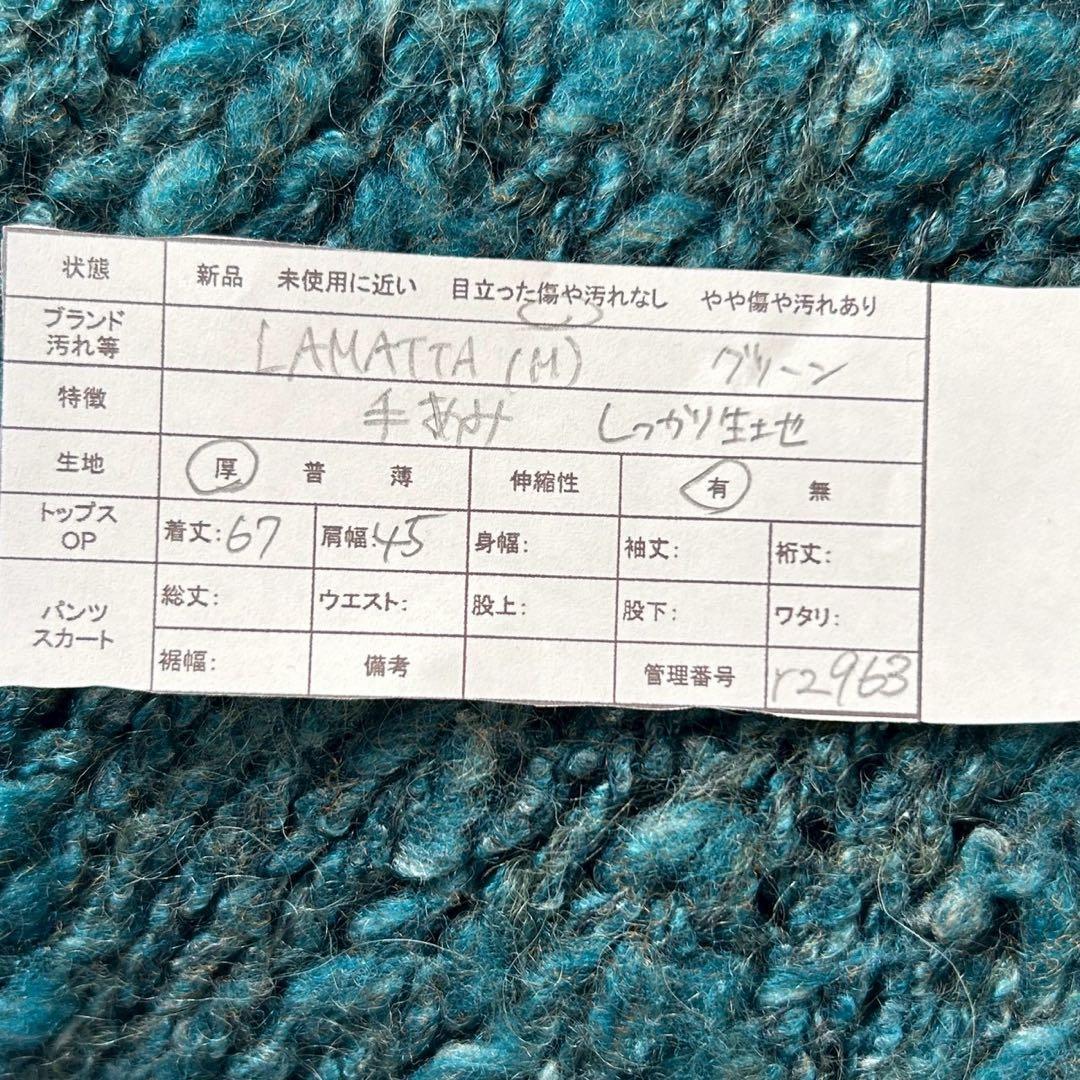 状態 新品 未使用に近い 目立った傷や汚れなし やや傷や汚れあり
ブランド
汚れ等 LAMATTA (M) グリーン
特徴 手あみ しっかり生地
生地 厚 普 薄 伸縮性 有 無
トップス
OP 着丈:67 肩幅:45 身幅: 袖丈: 裄丈:
パンツ
スカート 総丈: ウエスト: 股上: 股下: ワタリ:
裾幅: 備考 管理番号 r2963